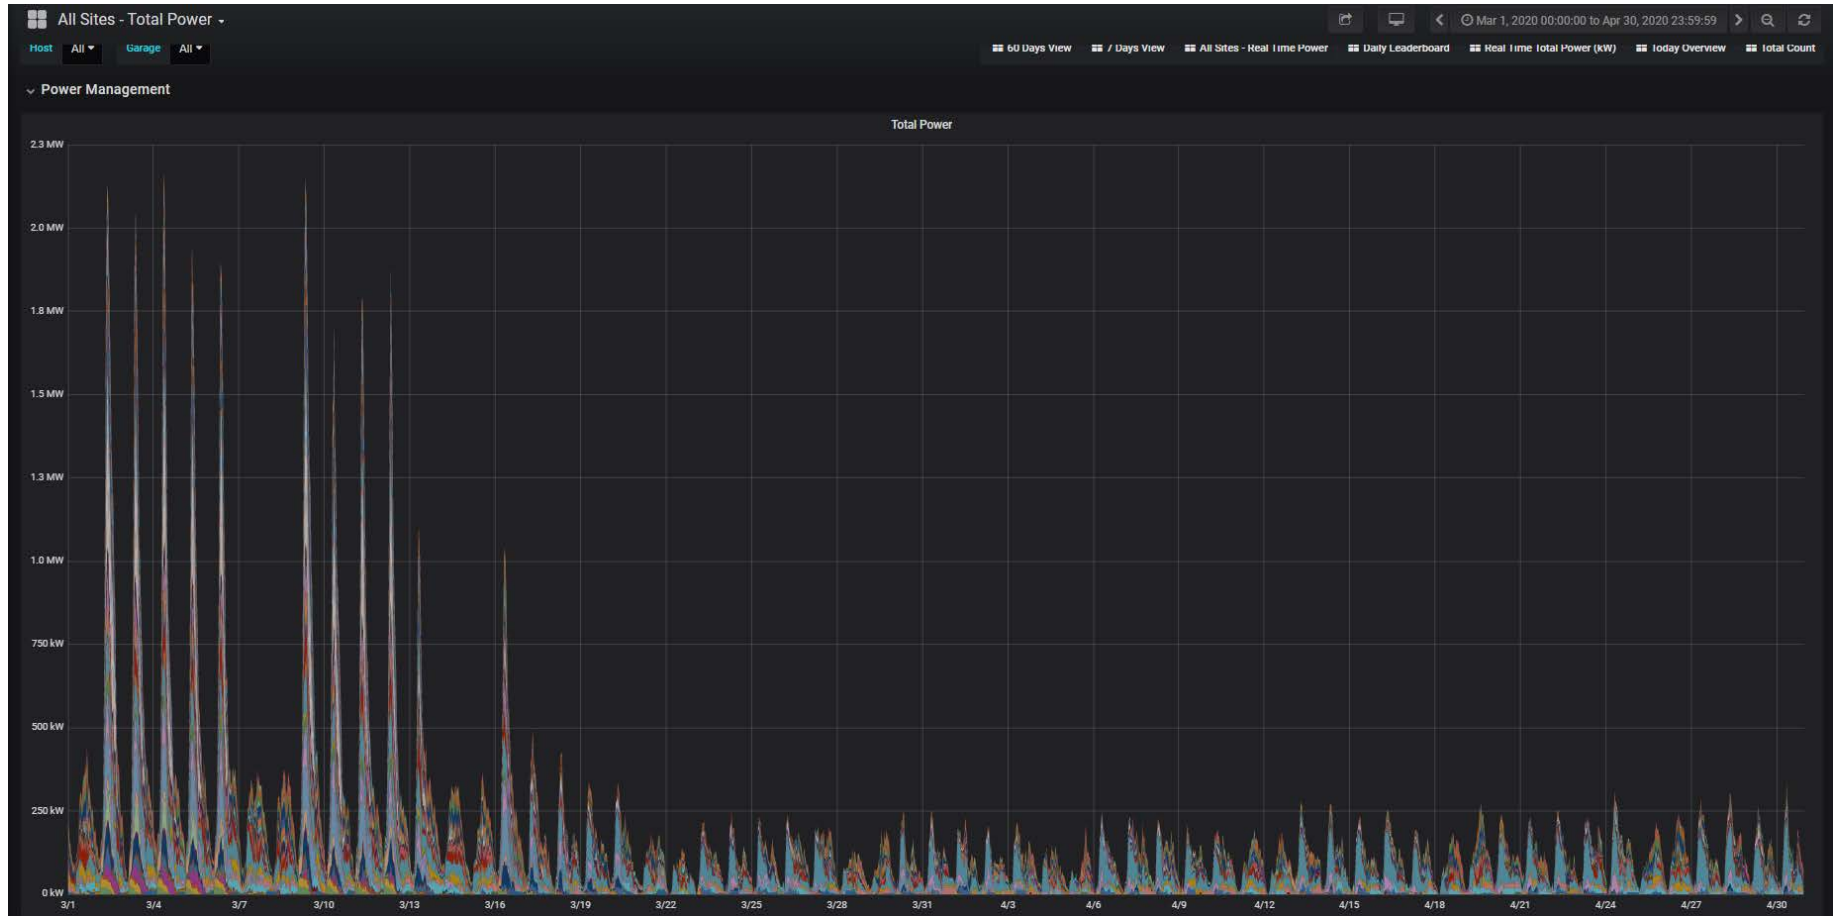 All Sites - Total Power
Mar 1, 2020 00:00:00 to Apr 30, 2020 23:59:59
Host All Garage All
60 Days View 7 Days View All Sites - Real Time Power Daily Leaderboard Real Time Total Power (kW) Today Overview Total Count
Power Management
Total Power
2.3 MW
2.0 MW
1.8 MW
1.5 MW
1.3 MW
1.0 MW
750 kW
500 kW
250 kW
0 kW
3/1 3/4 3/7 3/10 3/13 3/16 3/19 3/22 3/25 3/28 3/31 4/3 4/6 4/9 4/12 4/15 4/18 4/21 4/24 4/27 4/30